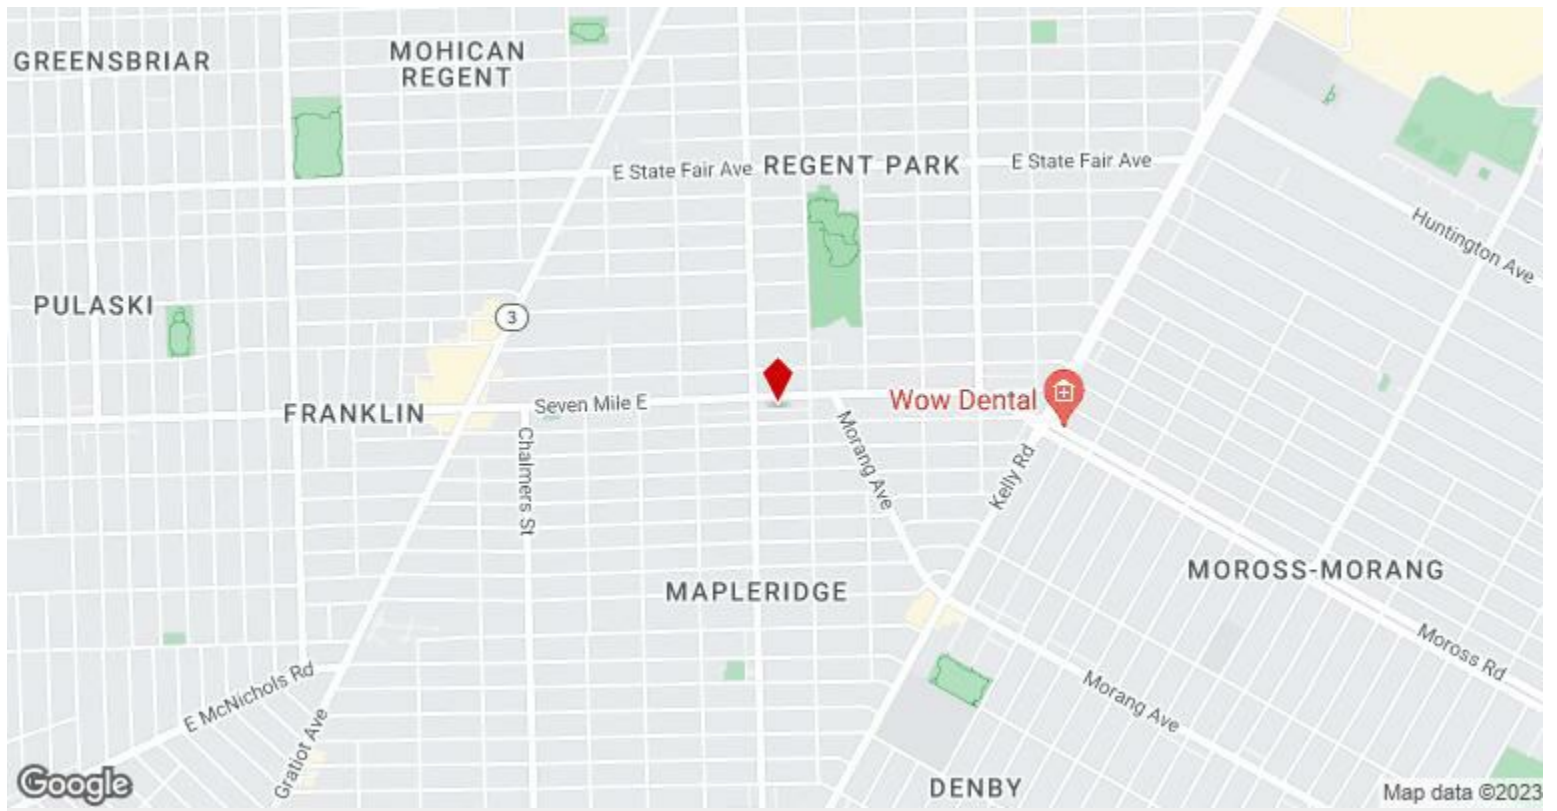 GREENSBRIAR
MOHICAN
REGENT
E State Fair Ave
REGENT PARK
E State Fair Ave
Huntington Ave
PULASKI
3
FRANKLIN
Seven Mile E
Wow Dental
Chalmers St
Morang Ave
Kelly Rd
MAPLERIDGE
MOROSS-MORANG
Moross Rd
E McNichols Rd
Morang Ave
Gratiot Ave
DENBY
Google
Map data ©2023